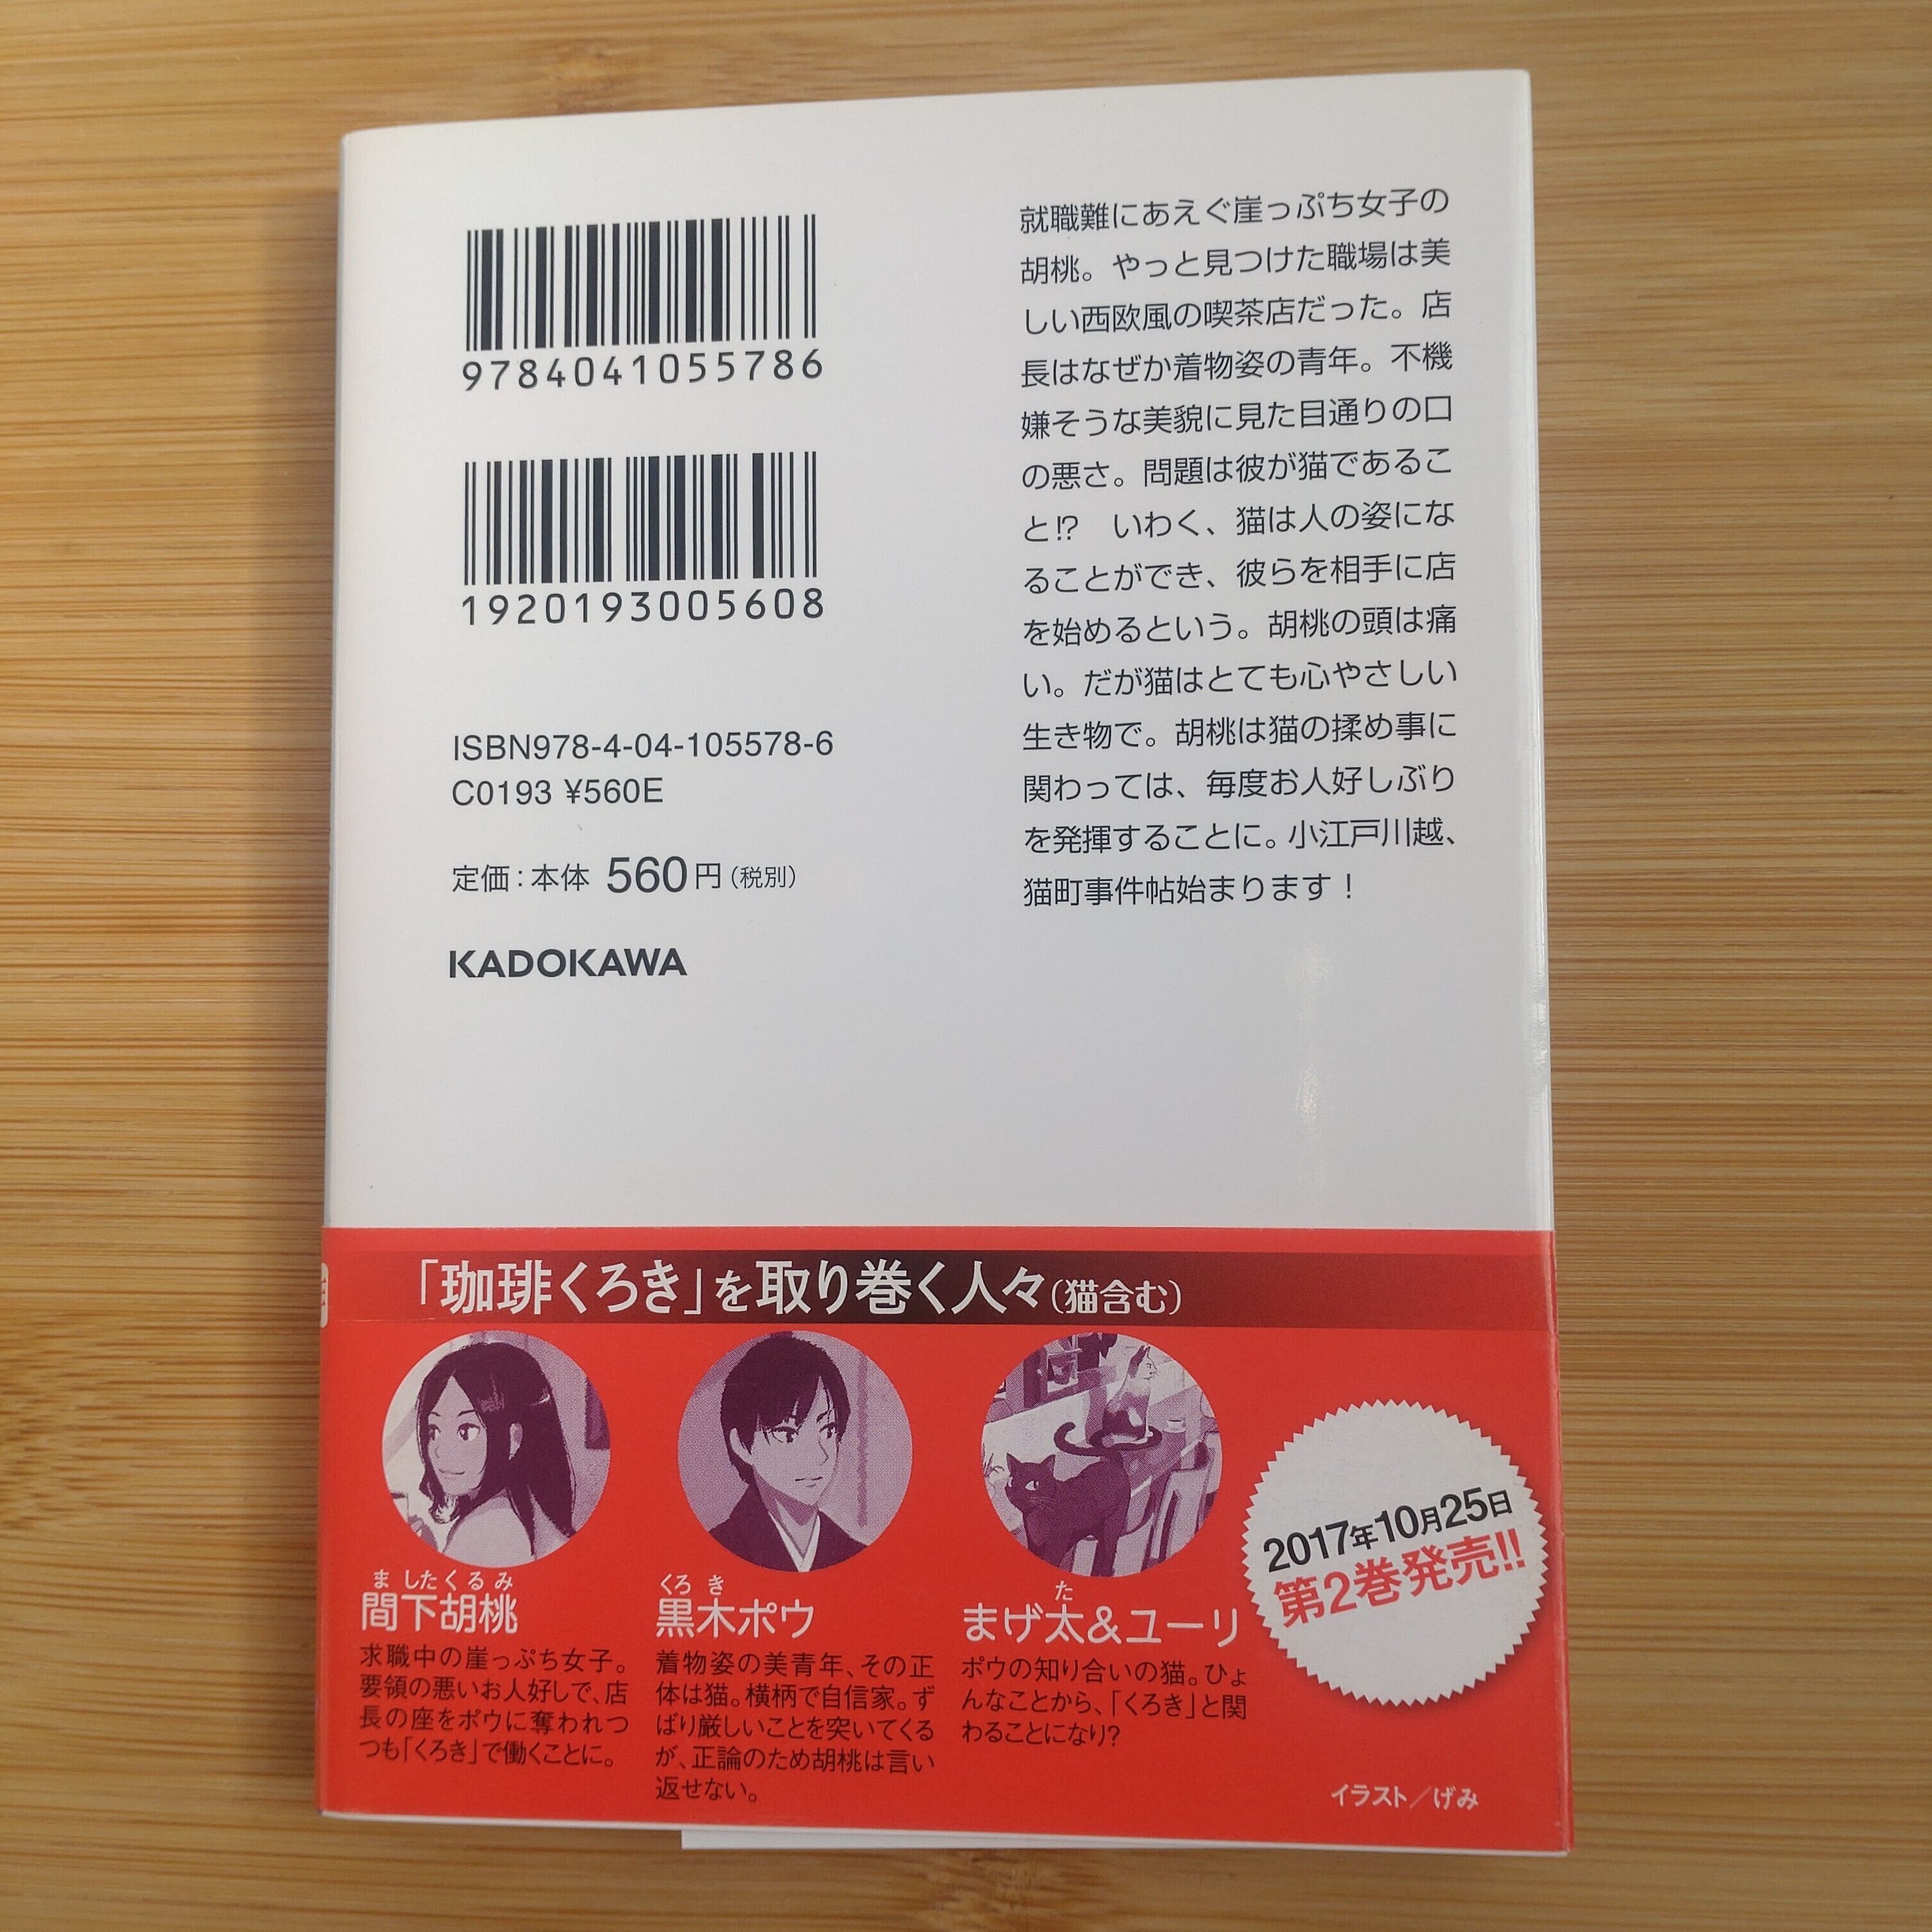 9784041055786
1920193005608
ISBN978-4-04-105578-6
C0193 ¥560E
定価：本体 560円（税別）
KADOKAWA
就職難にあえぐ崖っぷち女子の
胡桃。やっと見つけた職場は美
しい西欧風の喫茶店だった。店
長はなぜか着物姿の青年。不機
嫌そうな美貌に見た目通りの口
の悪さ。問題は彼が猫であるこ
と!?　いわく、猫は人の姿にな
ることができ、彼らを相手に店
を始めるという。胡桃の頭は痛
い。だが猫はとても心やさしい
生き物で。胡桃は猫の揉め事に
関わっては、毎度お人好しぶり
を発揮することに。小江戸川越、
猫町事件帖始まります！
「珈琲くろき」を取り巻く人々（猫含む）
ましたくるみ
間下胡桃
求職中の崖っぷち女子。
要領の悪いお人好しで、店
長の座をポウに奪われつ
つも「くろき」で働くことに。
くろき
黒木ポウ
着物姿の美青年、その正
体は猫。横柄で自信家。ず
ばり厳しいことを突いてくる
が、正論のため胡桃は言い
返せない。
た
まげ太＆ユーリ
ポウの知り合いの猫。ひょ
んなことから、「くろき」と関
わることになり？
2017年10月25日
第2巻発売!!
イラスト／げみ